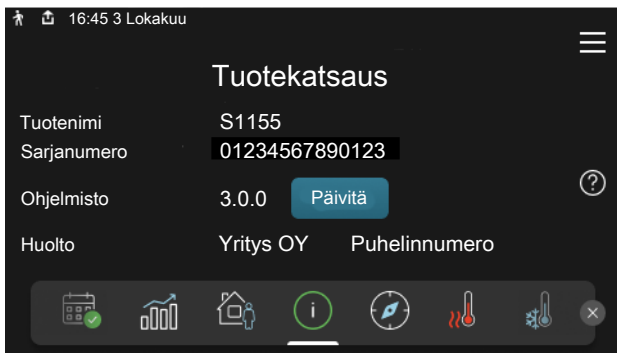 16:45 3 Lokakuu
Tuotekatsaus
Tuotenimi S1155
Sarjanumero 01234567890123
Ohjelmisto 3.0.0 Päivitä
Huolto Yritys OY Puhelinnumero